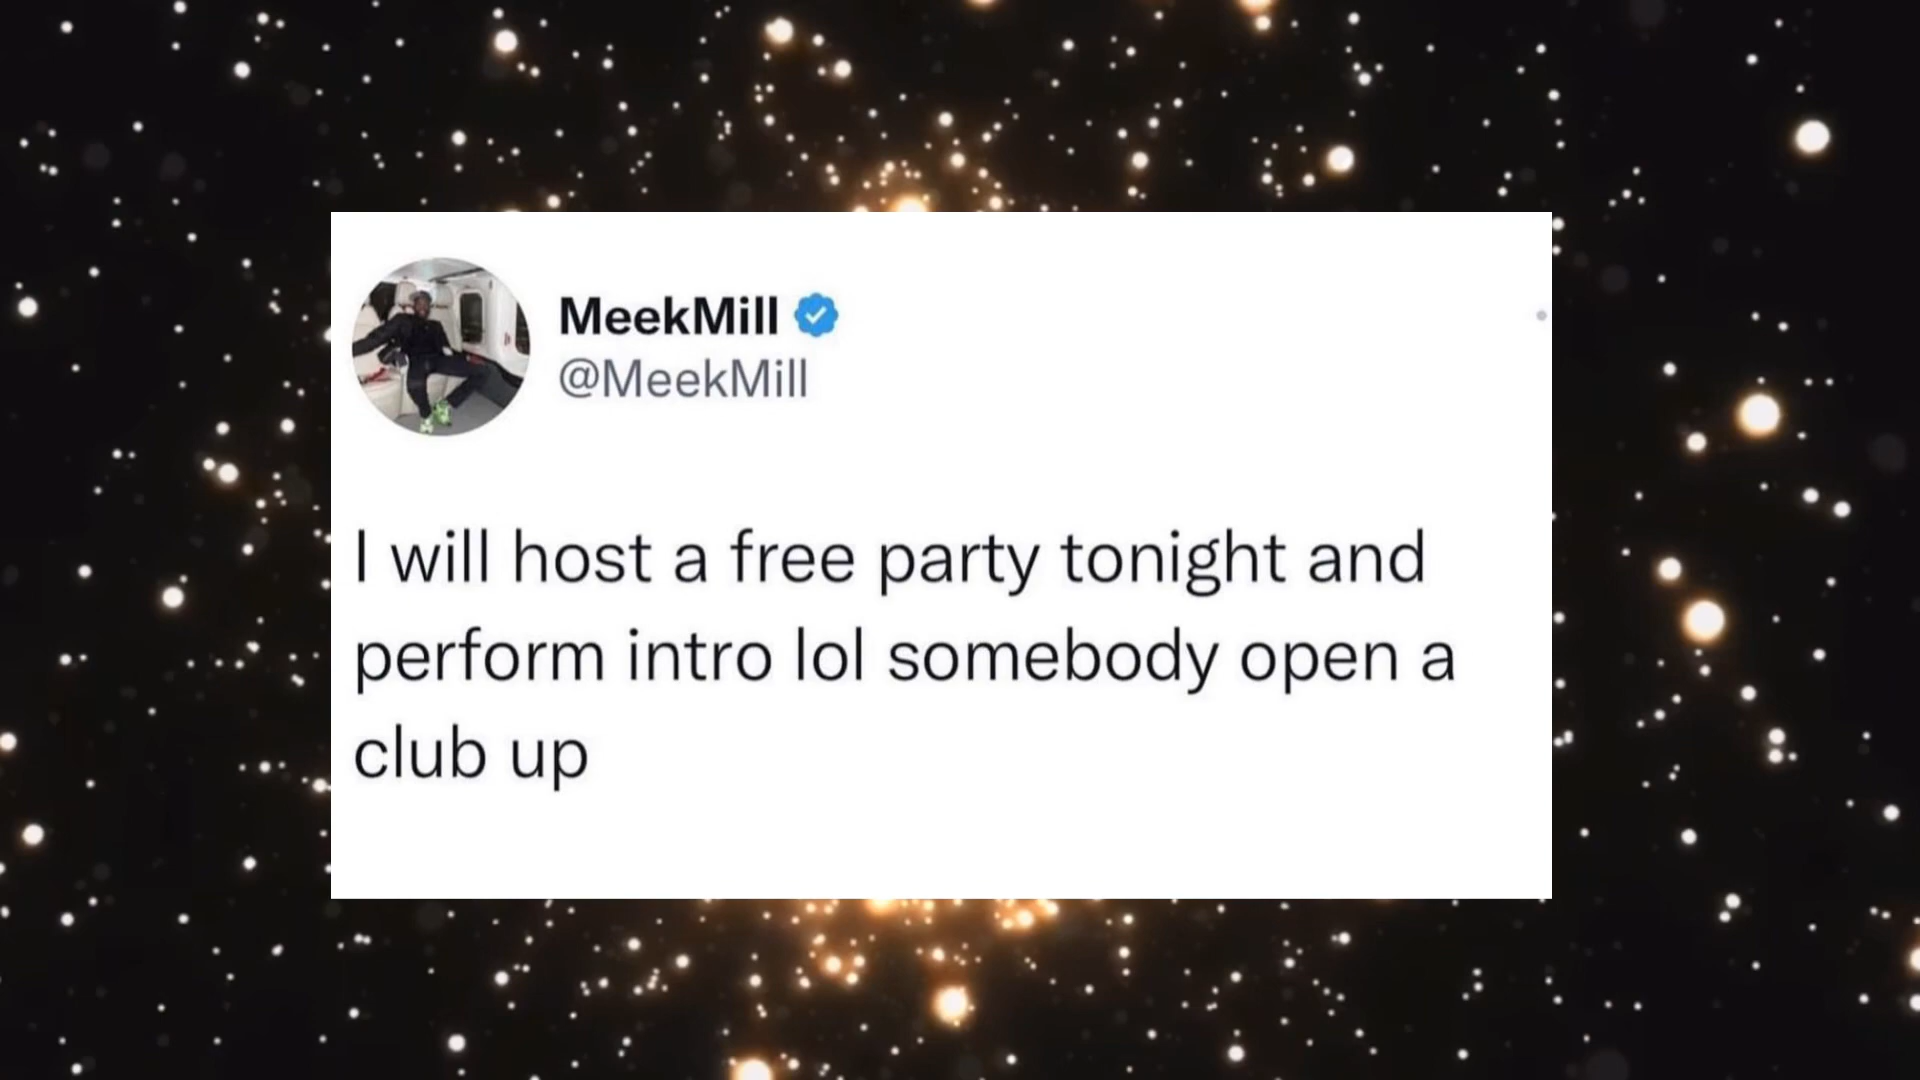 MeekMill
@MeekMill
I will host a free party tonight and
perform intro lol somebody open a
club up